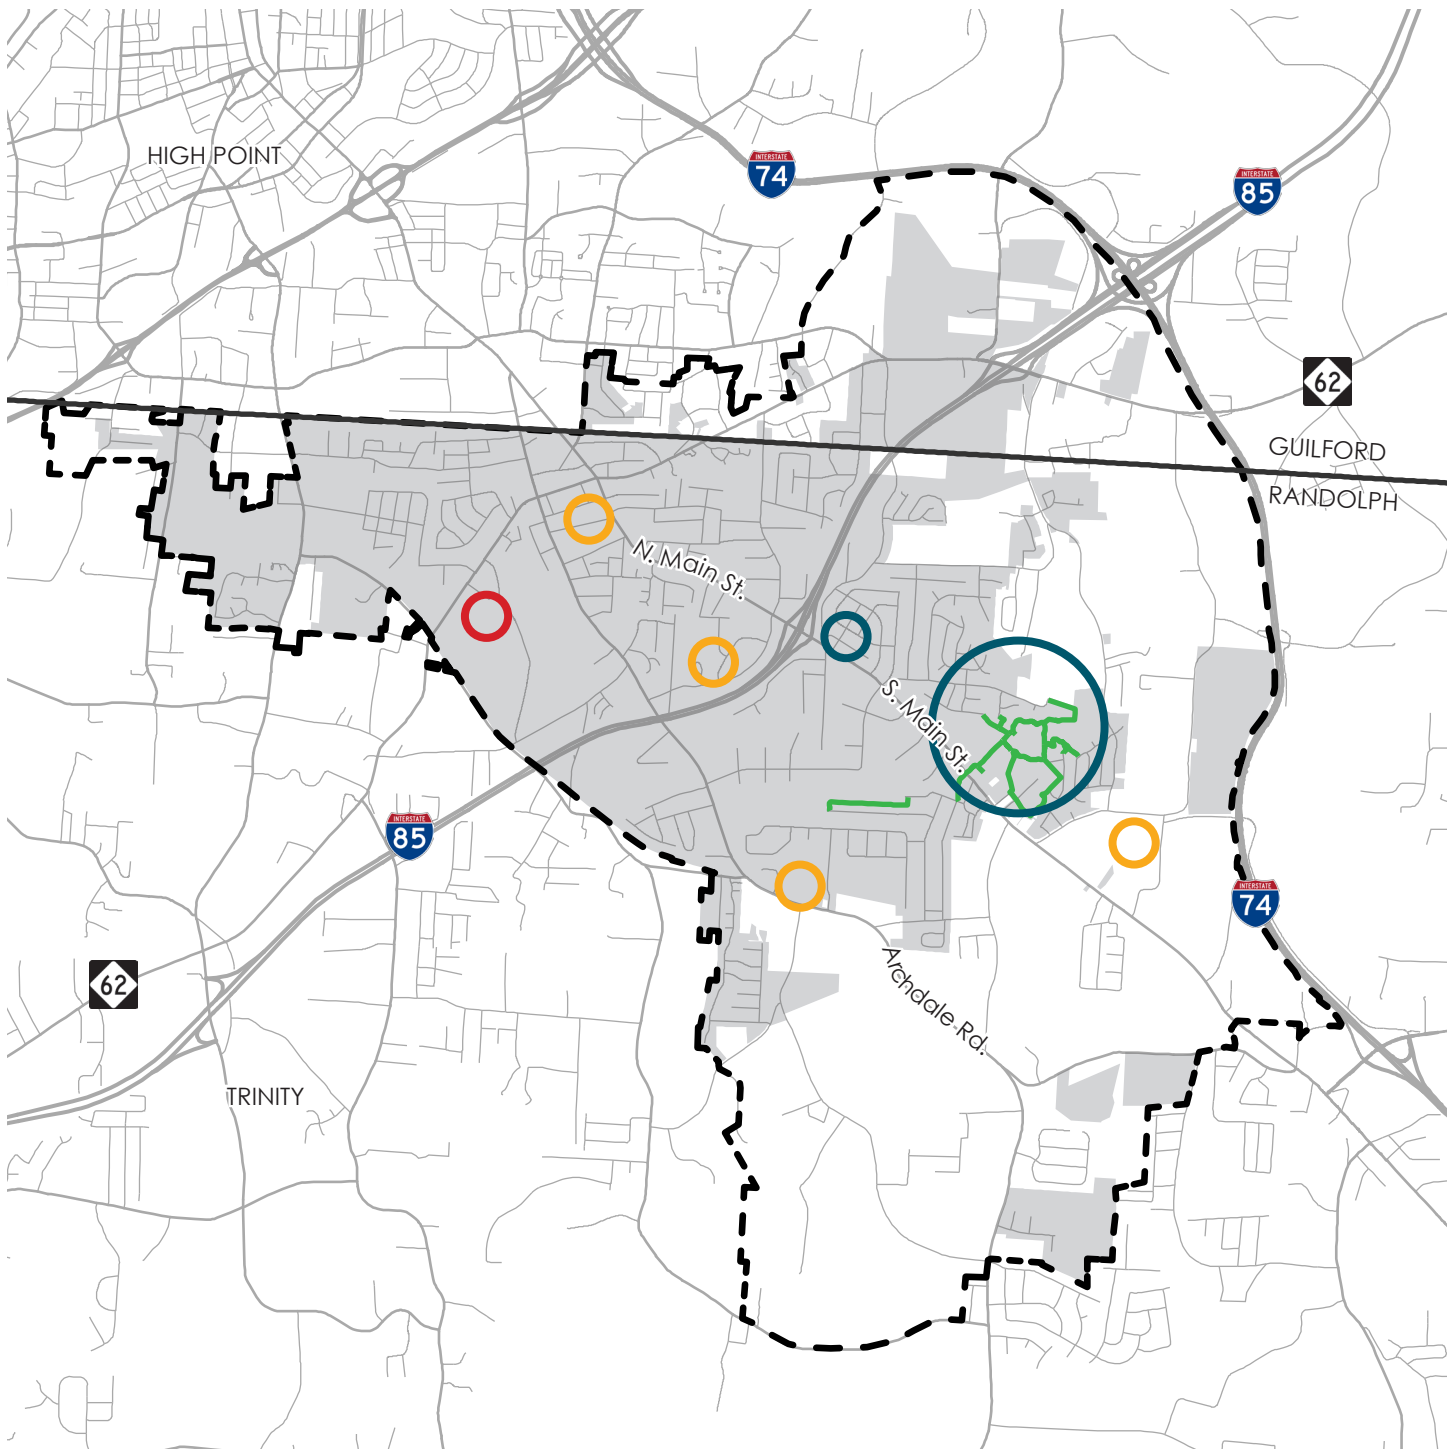 HIGH POINT
INTERSTATE
74
INTERSTATE
85
62
GUILFORD
RANDOLPH
N. Main St.
S. Main St.
INTERSTATE
85
INTERSTATE
74
Archdale Rd.
62
TRINITY